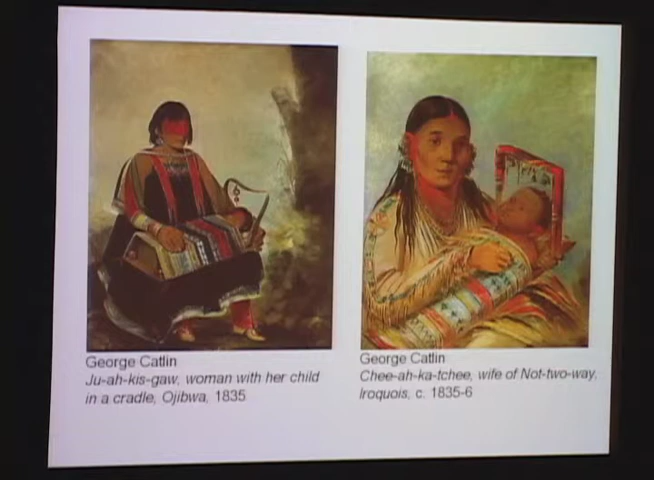 George Catlin
Ju-ah-kis-gaw, woman with her child
in a cradle, Ojibwa, 1835
George Catlin
Chee-ah-ka-tchee, wife of Not-two-way,
Iroquois, c. 1835-6